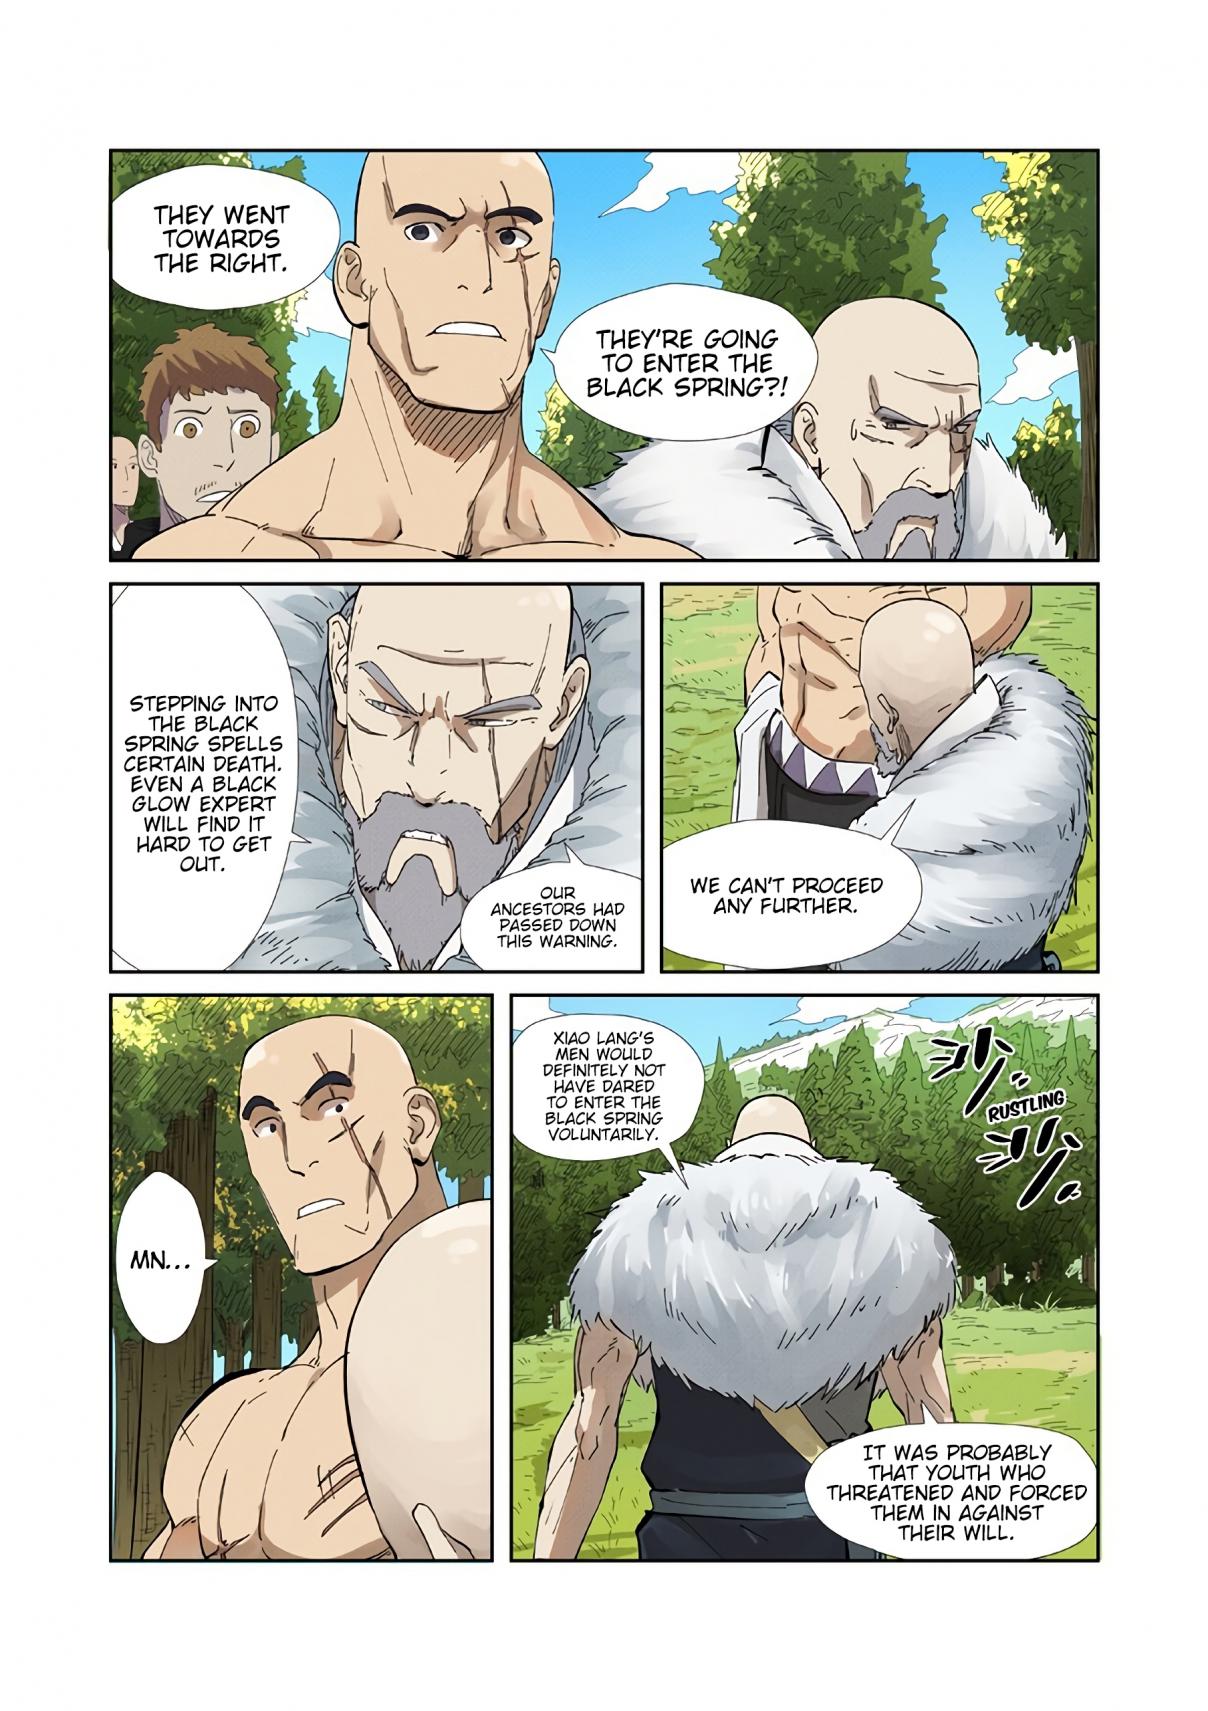 THEY WENT
TOWARDS
THE RIGHT.
THEY'RE GOING
TO ENTER THE
BLACK SPRING?!
STEPPING INTO
THE BLACK
SPRING SPELLS
CERTAIN DEATH.
EVEN A BLACK
GLOW EXPERT
WILL FIND IT
HARD TO GET
OUT.
OUR
ANCESTORS HAD
PASSED DOWN
THIS WARNING.
WE CAN'T PROCEED
ANY FURTHER.
MN...
XIAO LANG'S
MEN WOULD
DEFINITELY NOT
HAVE DARED
TO ENTER THE
BLACK SPRING
VOLUNTARILY.
RUSTLING
IT WAS PROBABLY
THAT YOUTH WHO
THREATENED AND FORCED
THEM IN AGAINST
THEIR WILL.